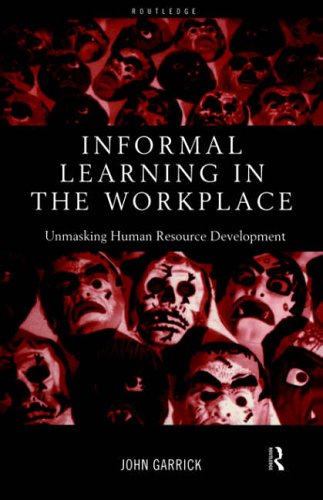 ROUTLEDGE
INFORMAL
LEARNING IN
THE WORKPLACE
Unmasking Human Resource Development
JOHN GARRICK
R